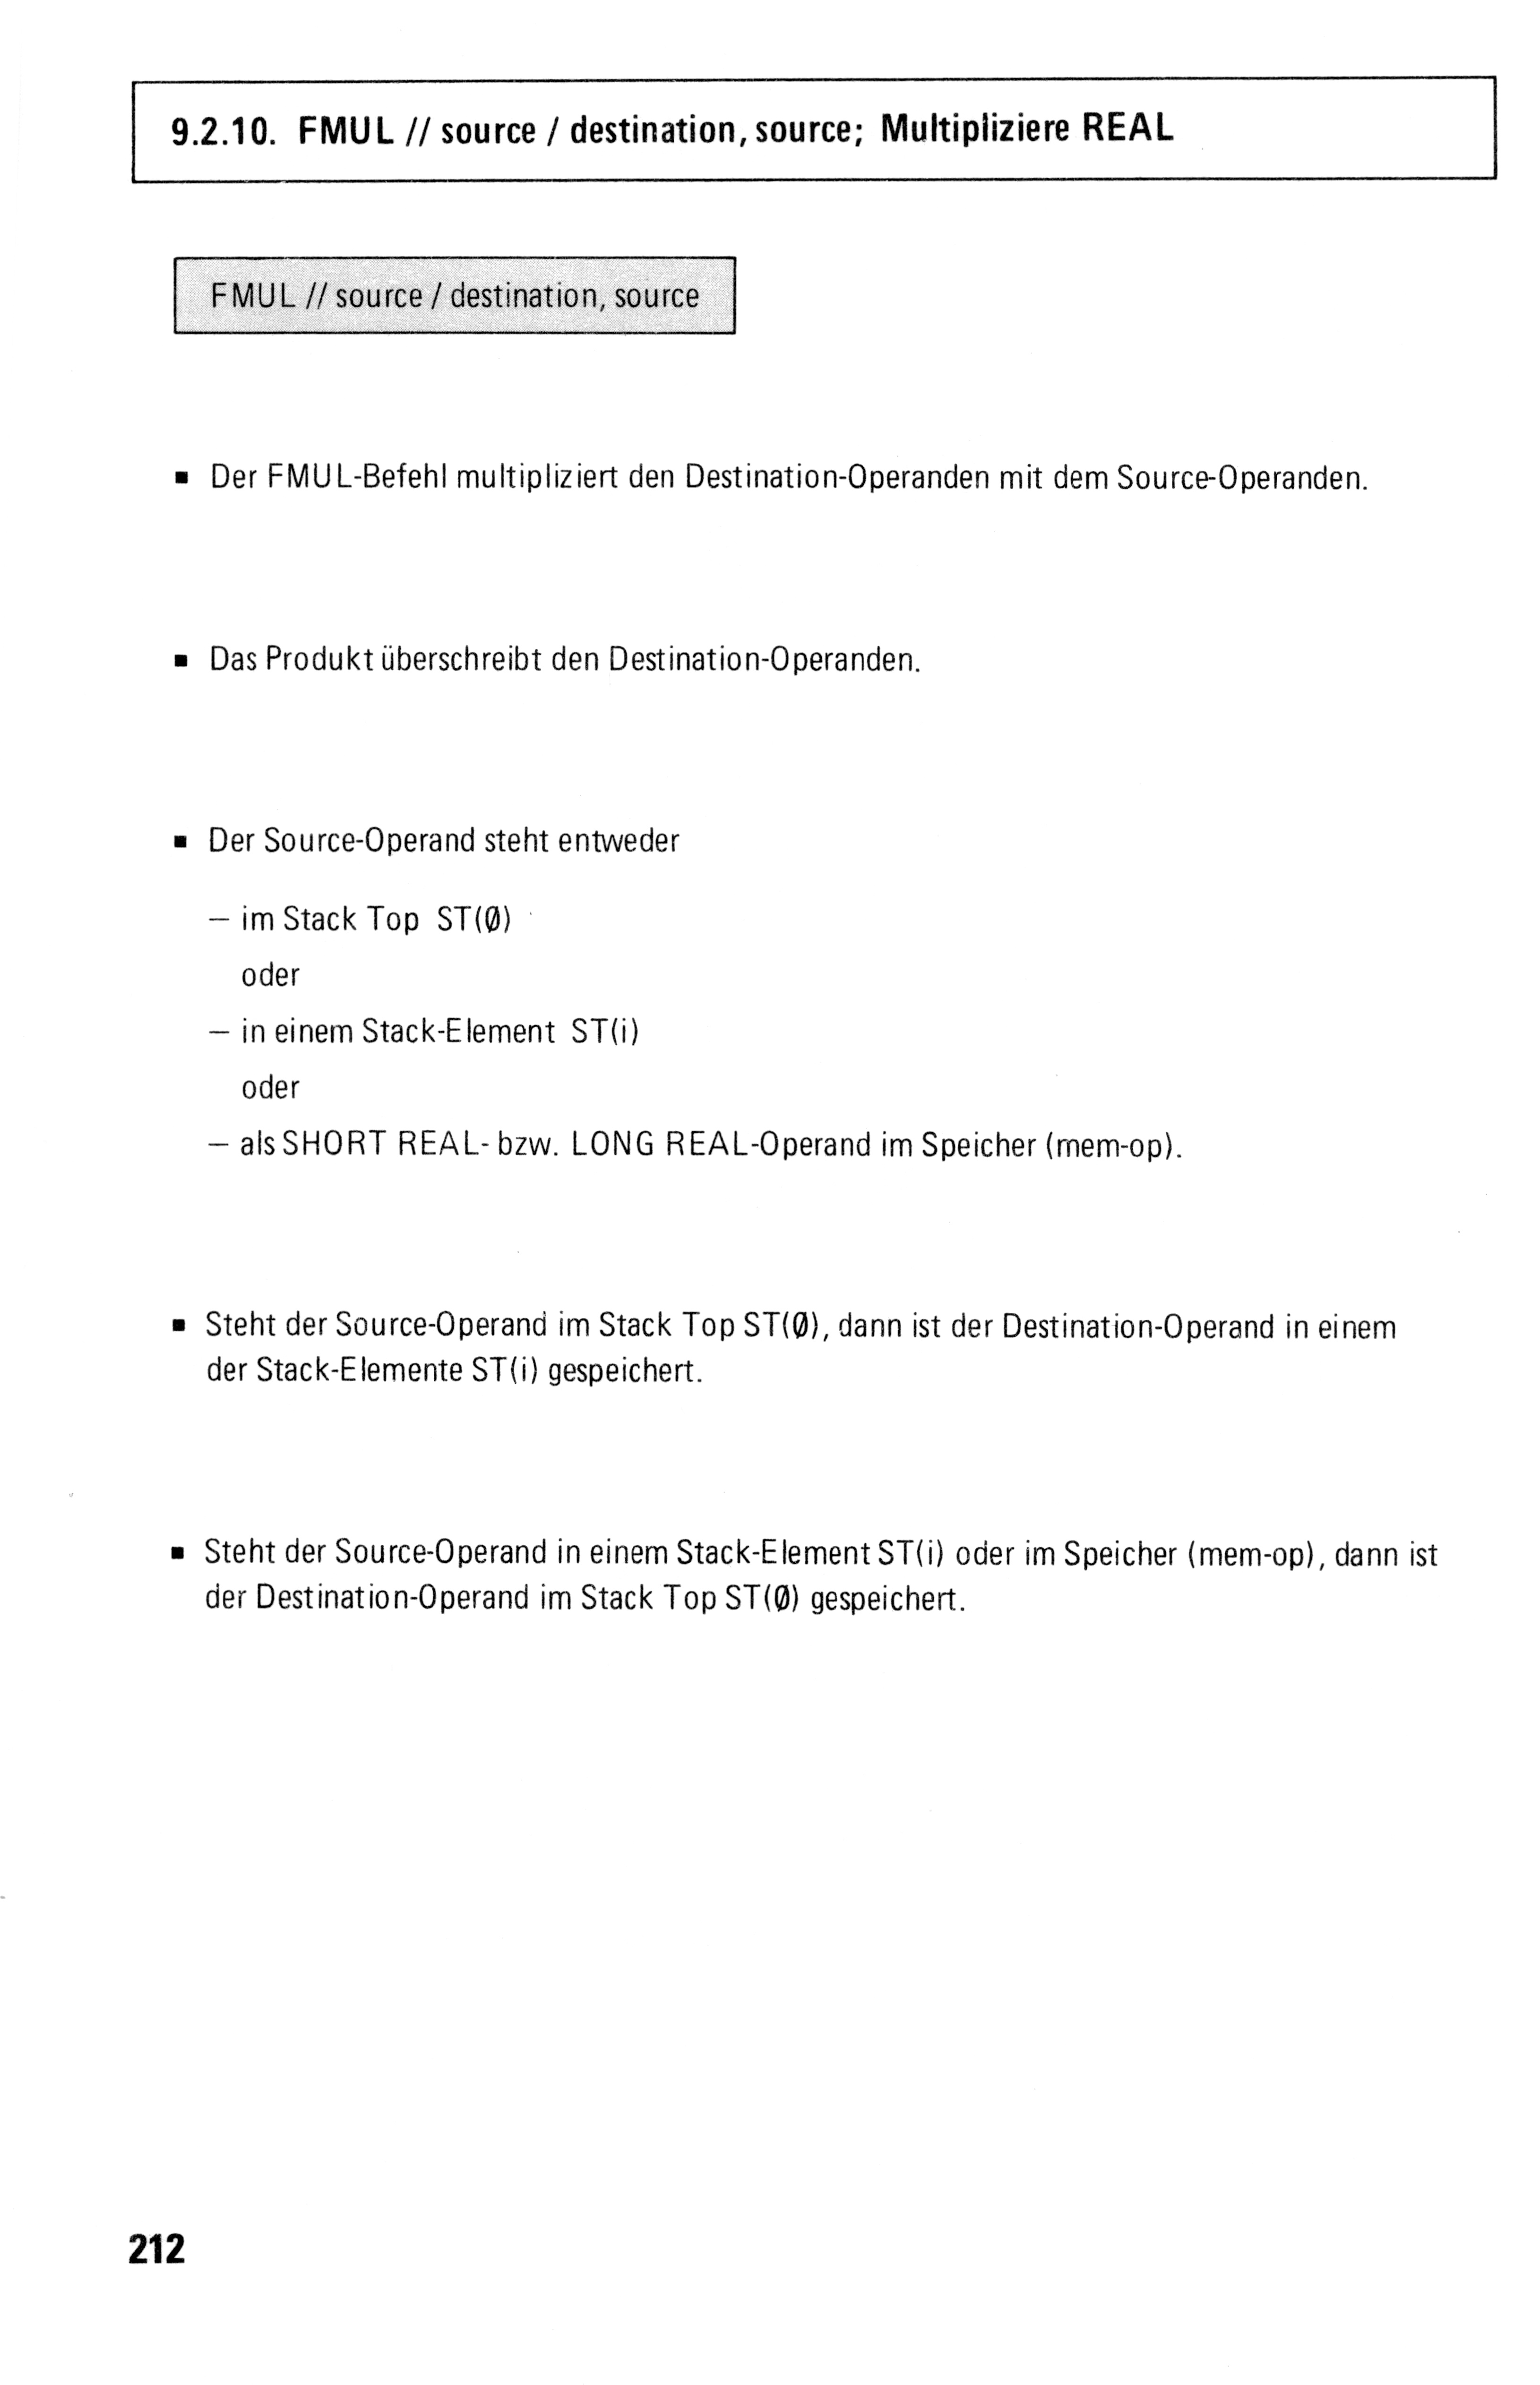 9.2.10. FMUL // source / destination, source; Multipliziere REAL
FMUL // source / destination, source
▪ Der FMUL-Befehl multipliziert den Destination-Operanden mit dem Source-Operanden.
▪ Das Produkt überschreibt den Destination-Operanden.
▪ Der Source-Operand steht entweder
— im Stack Top ST(Ø)
oder
— in einem Stack-Element ST(i)
oder
— als SHORT REAL- bzw. LONG REAL-Operand im Speicher (mem-op).
▪ Steht der Source-Operand im Stack Top ST(Ø), dann ist der Destination-Operand in einem
der Stack-Elemente ST(i) gespeichert.
▪ Steht der Source-Operand in einem Stack-Element ST(i) oder im Speicher (mem-op), dann ist
der Destination-Operand im Stack Top ST(Ø) gespeichert.
212